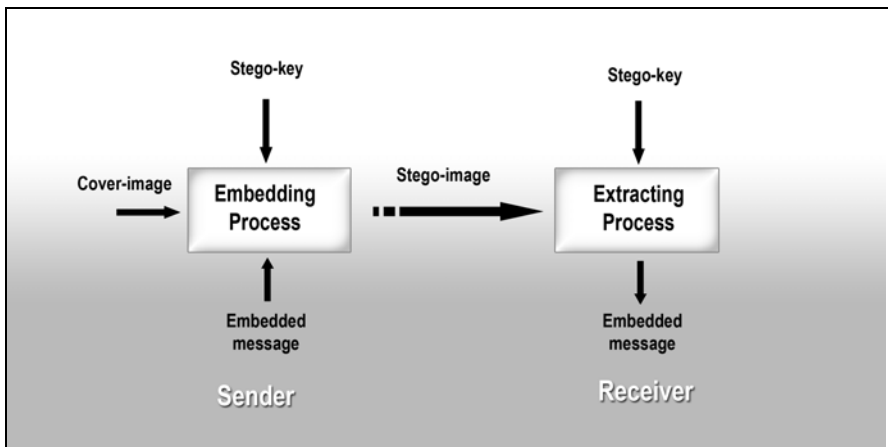 Stego-key
Stego-key
Cover-image
Embedding
Process
Stego-image
Extracting
Process
Embedded
message
Embedded
message
Sender
Receiver